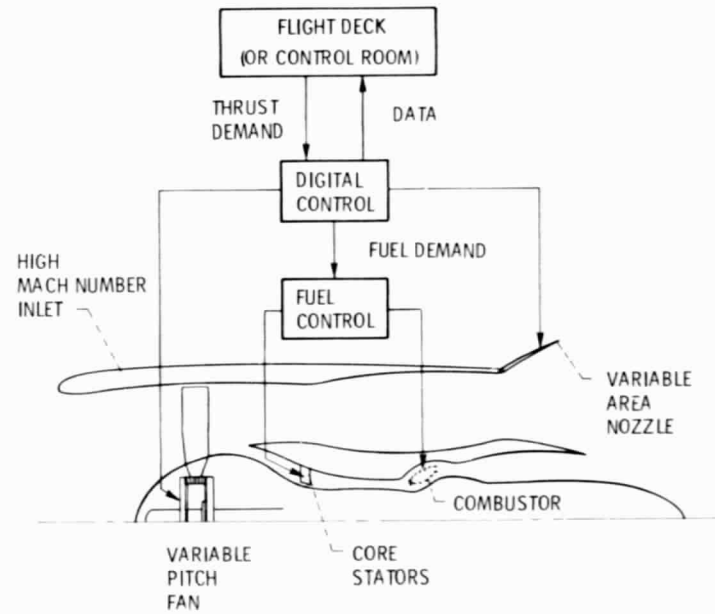 FLIGHT DECK
(OR CONTROL ROOM)
THRUST
DEMAND
DATA
DIGITAL
CONTROL
FUEL DEMAND
HIGH
MACH NUMBER
INLET
FUEL
CONTROL
VARIABLE
AREA
NOZZLE
COMBUSTOR
VARIABLE
PITCH
FAN
CORE
STATORS